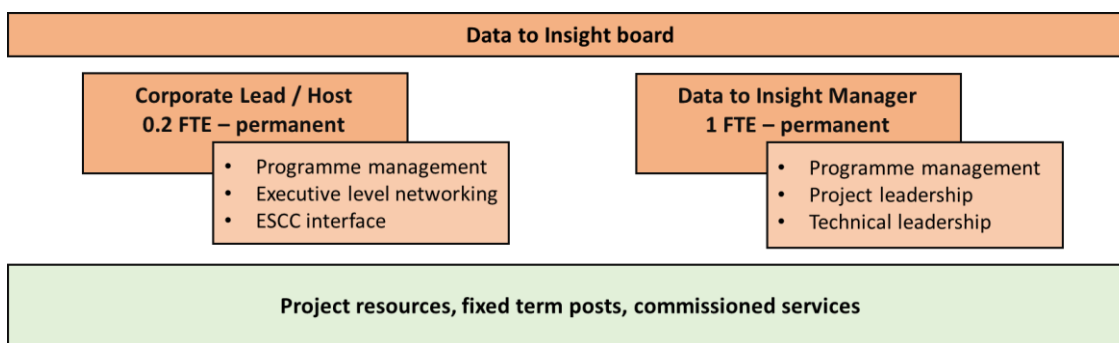 Data to Insight board
Corporate Lead / Host
0.2 FTE – permanent
• Programme management
• Executive level networking
• ESCC interface
Data to Insight Manager
1 FTE – permanent
• Programme management
• Project leadership
• Technical leadership
Project resources, fixed term posts, commissioned services